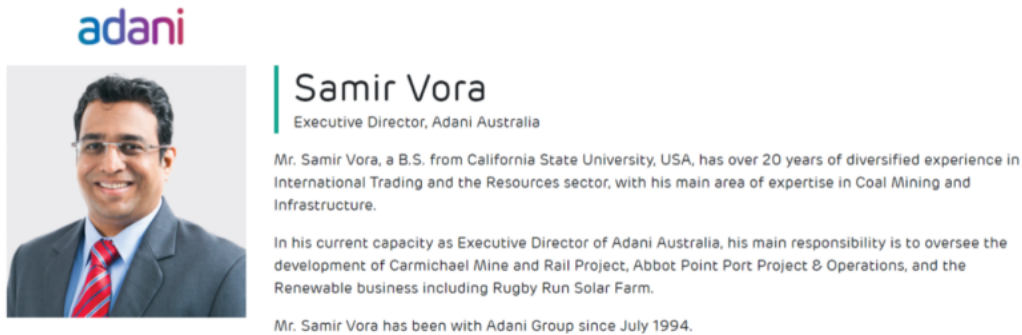 adani
Samir Vora
Executive Director, Adani Australia
Mr. Samir Vora, a B.S. from California State University, USA, has over 20 years of diversified experience in
International Trading and the Resources sector, with his main area of expertise in Coal Mining and
Infrastructure.
In his current capacity as Executive Director of Adani Australia, his main responsibility is to oversee the
development of Carmichael Mine and Rail Project, Abbot Point Port Project & Operations, and the
Renewable business including Rugby Run Solar Farm.
Mr. Samir Vora has been with Adani Group since July 1994.